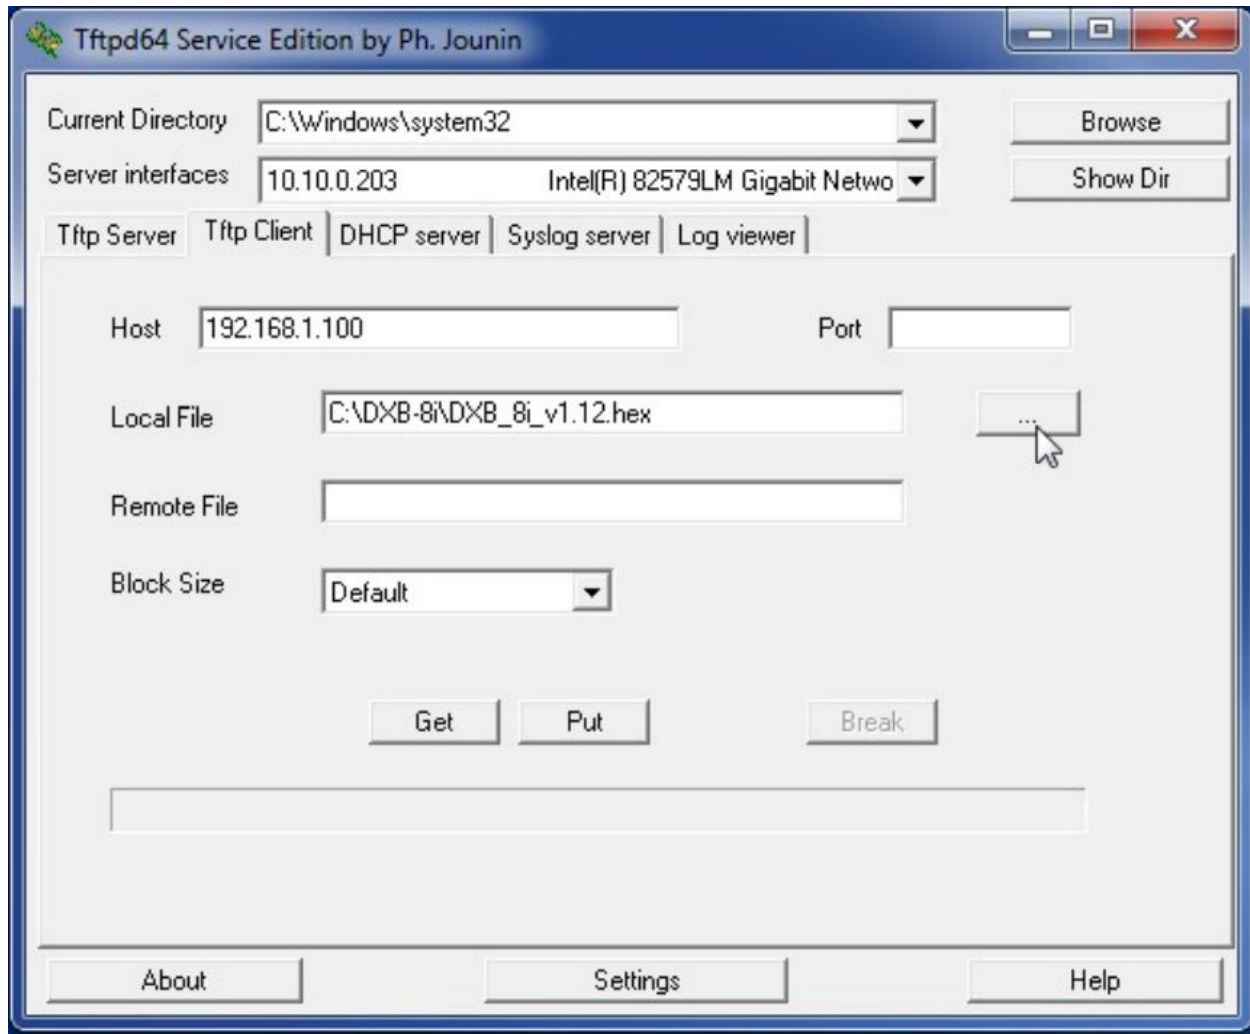 Tftpd64 Service Edition by Ph. Jounin
Current Directory C:\Windows\system32 Browse
Server interfaces 10.10.0.203 Intel(R) 82579LM Gigabit Netwo Show Dir
Tftp Server Tftp Client DHCP server Syslog server Log viewer
Host 192.168.1.100 Port
Local File C:\DXB-8i\DXB_8i_v1.12.hex ...
Remote File
Block Size Default
Get Put Break
About Settings Help